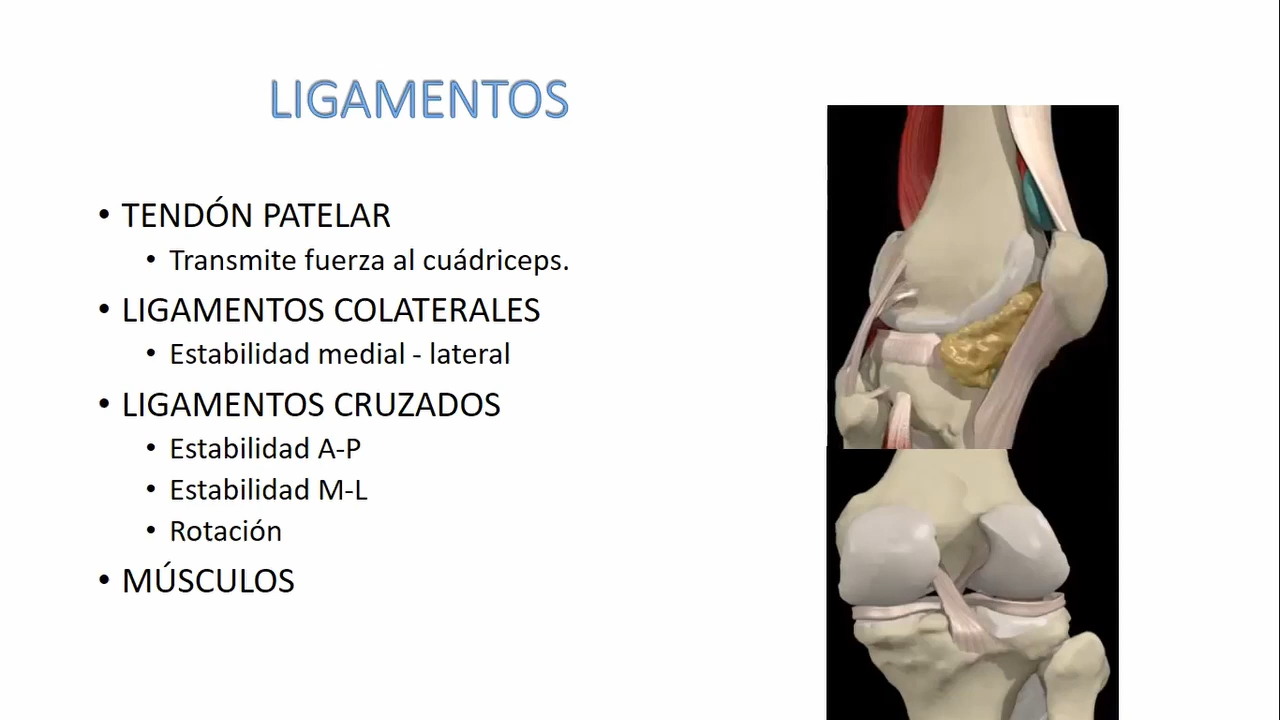 LIGAMENTOS
• TENDÓN PATELAR
• Transmite fuerza al cuádriceps.
• LIGAMENTOS COLATERALES
• Estabilidad medial - lateral
• LIGAMENTOS CRUZADOS
• Estabilidad A-P
• Estabilidad M-L
• Rotación
• MÚSCULOS